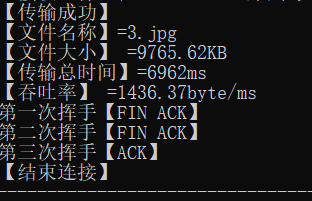 【传输成功】
【文件名称】=3.jpg
【文件大小】 =9765.62KB
【传输总时间】=6962ms
【吞吐率】 =1436.37byte/ms
第一次挥手【FIN ACK】
第二次挥手【FIN ACK】
第三次挥手【ACK】
【结束连接】